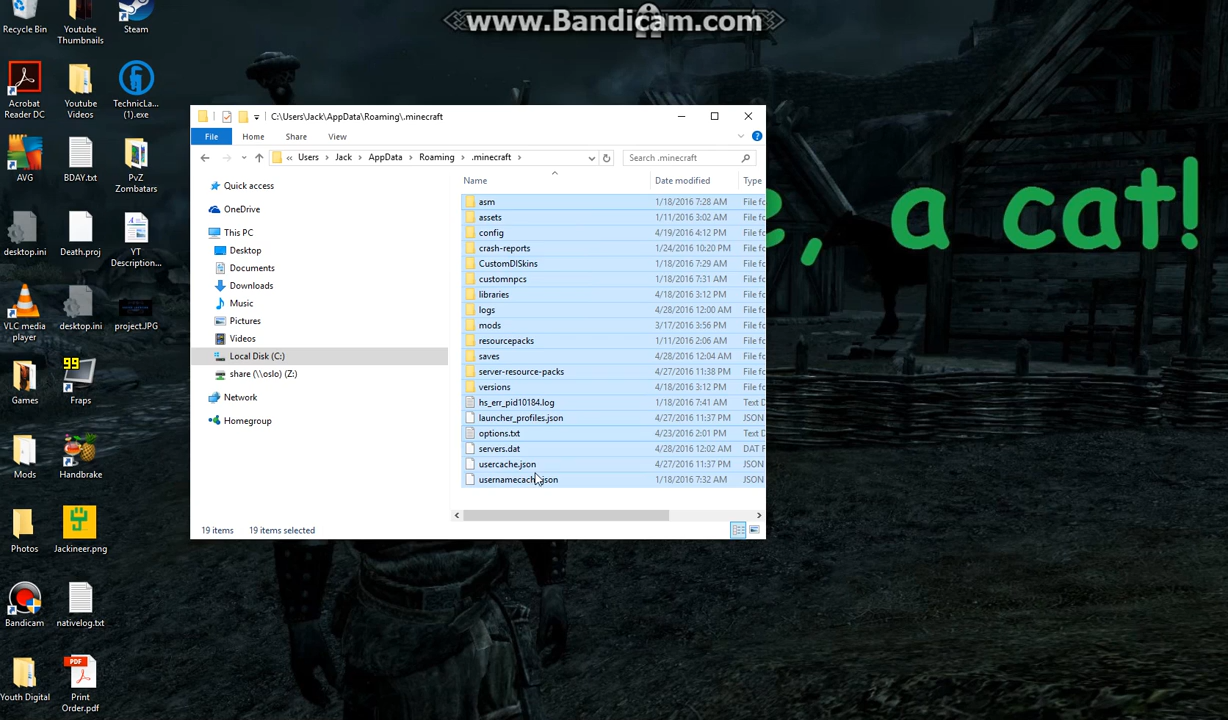 www.Bandicam.com
Recycle Bin
Youtube
Thumbnails
Steam
Acrobat
Reader DC
Youtube
Videos
TechnicLa...
(1).exe
AVG
BDAY.txt
PvZ
Zombatars
desktop.ini
Death.proj
YT
Description...
VLC media
player
desktop.ini
project.JPG
Games
99
Fraps
Mods
Handbrake
Photos
Jackineer.png
Bandicam
nativelog.txt
Youth Digital
PDF
Print
Order.pdf
C:\Users\Jack\AppData\Roaming\.minecraft
File
Home
Share
View
« Users > Jack > AppData > Roaming > .minecraft >
Search .minecraft
Quick access
OneDrive
This PC
Desktop
Documents
Downloads
Music
Pictures
Videos
Local Disk (C:)
share (\\oslo) (Z:)
Network
Homegroup
Name Date modified Type
asm 1/18/2016 7:28 AM File fo
assets 1/11/2016 3:02 AM File fo
config 4/19/2016 4:12 PM File fo
crash-reports 1/24/2016 10:20 PM File fo
CustomDISkins 1/18/2016 7:29 AM File fo
customnpcs 1/18/2016 7:31 AM File fo
libraries 4/18/2016 3:12 PM File fo
logs 4/28/2016 12:00 AM File fo
mods 3/17/2016 3:56 PM File fo
resourcepacks 1/11/2016 2:06 AM File fo
saves 4/28/2016 12:04 AM File fo
server-resource-packs 4/27/2016 11:38 PM File fo
versions 4/18/2016 3:12 PM File fo
hs_err_pid10184.log 1/18/2016 7:41 AM Text D
launcher_profiles.json 4/27/2016 11:37 PM JSON
options.txt 4/23/2016 2:01 PM Text D
servers.dat 4/28/2016 12:02 AM DAT F
usercache.json 4/27/2016 11:37 PM JSON
usernamecache.json 1/18/2016 7:32 AM JSON
19 items 19 items selected
e, a cat!